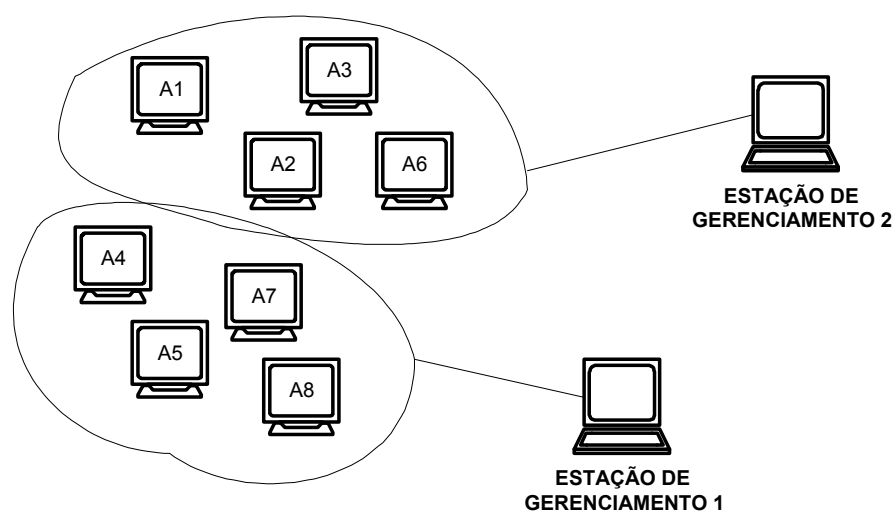 A1
A3
A2
A6
ESTAÇÃO DE
GERENCIAMENTO 2
A4
A7
A5
A8
ESTAÇÃO DE
GERENCIAMENTO 1